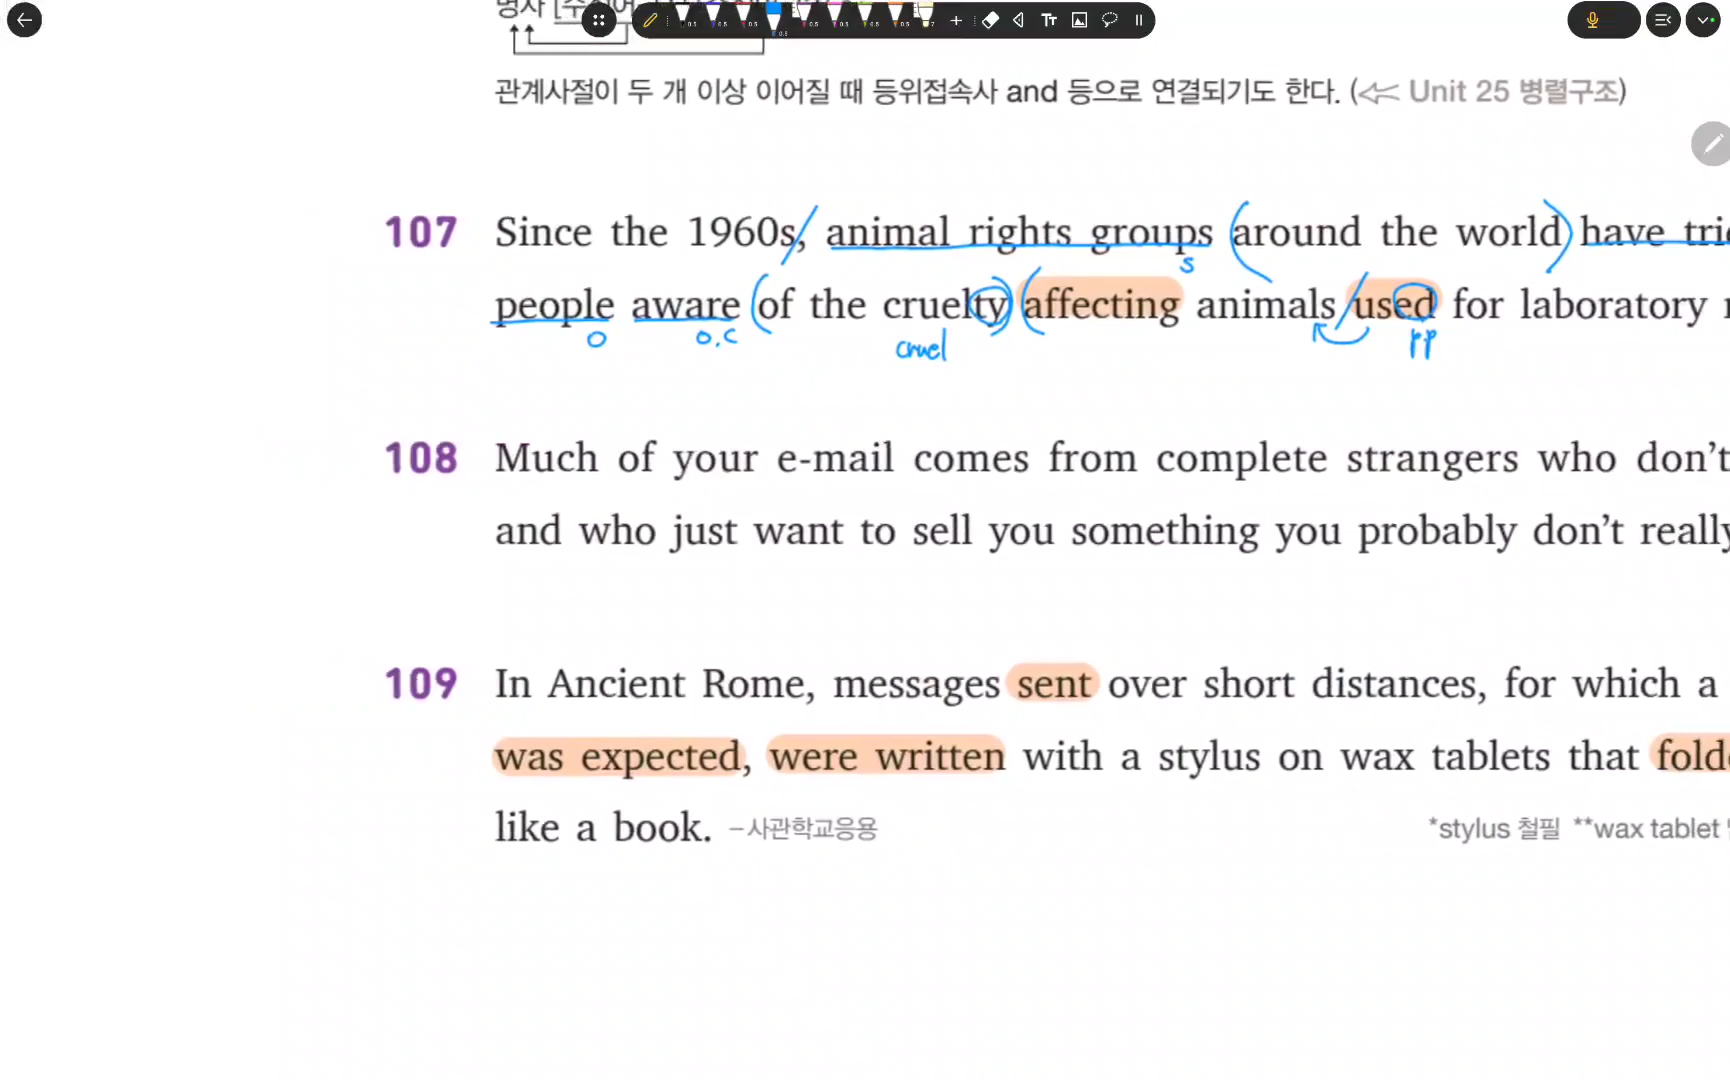 관계사절이 두 개 이상 이어질 때 등위접속사 and 등으로 연결되기도 한다. (Unit 25 병렬구조)
107 Since the 1960s, animal rights groups around the world have
s
people aware of the cruelty affecting animals used for laboratory
o o.c cruel pp
108 Much of your e-mail comes from complete strangers who don't
and who just want to sell you something you probably don't really
109 In Ancient Rome, messages sent over short distances, for which a
was expected, were written with a stylus on wax tablets that
like a book. –사관학교응용 *stylus 철필 **wax tablet